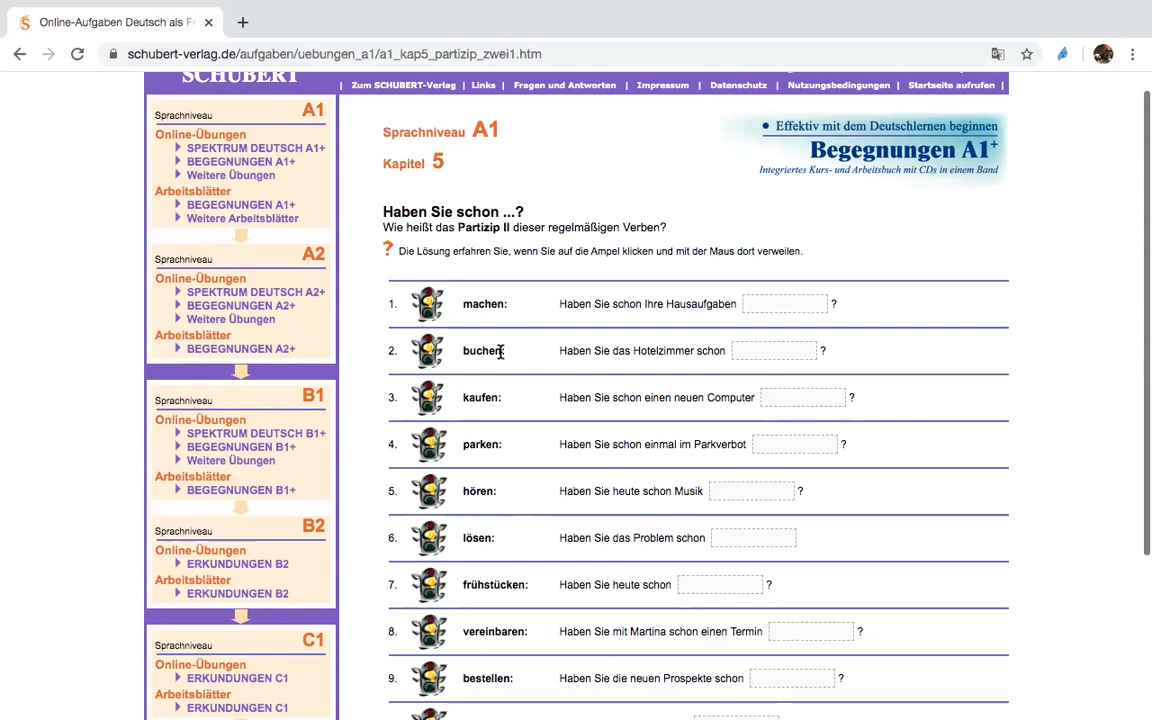 Online-Aufgaben Deutsch als Fr
schubert-verlag.de/aufgaben/uebungen_a1/a1_kap5_partizip_zwei1.htm
SCHUBERT
| Zum SCHUBERT-Verlag | Links | Fragen und Antworten | Impressum | Datenschutz | Nutzungsbedingungen | Startseite aufrufen |
Sprachniveau A1
Online-Übungen
SPEKTRUM DEUTSCH A1+
BEGEGNUNGEN A1+
Weitere Übungen
Arbeitsblätter
BEGEGNUNGEN A1+
Weitere Arbeitsblätter
Sprachniveau A2
Online-Übungen
SPEKTRUM DEUTSCH A2+
BEGEGNUNGEN A2+
Weitere Übungen
Arbeitsblätter
BEGEGNUNGEN A2+
Sprachniveau B1
Online-Übungen
SPEKTRUM DEUTSCH B1+
BEGEGNUNGEN B1+
Weitere Übungen
Arbeitsblätter
BEGEGNUNGEN B1+
Sprachniveau B2
Online-Übungen
ERKUNDUNGEN B2
Arbeitsblätter
ERKUNDUNGEN B2
Sprachniveau C1
Online-Übungen
ERKUNDUNGEN C1
Arbeitsblätter
ERKUNDUNGEN C1
Sprachniveau A1
Kapitel 5
• Effektiv mit dem Deutschlernen beginnen
Begegnungen A1+
Integriertes Kurs- und Arbeitsbuch mit CDs in einem Band
Haben Sie schon ...?
Wie heißt das Partizip II dieser regelmäßigen Verben?
? Die Lösung erfahren Sie, wenn Sie auf die Ampel klicken und mit der Maus dort verweilen.
1. machen: Haben Sie schon Ihre Hausaufgaben ?
2. buchen: Haben Sie das Hotelzimmer schon ?
3. kaufen: Haben Sie schon einen neuen Computer ?
4. parken: Haben Sie schon einmal im Parkverbot ?
5. hören: Haben Sie heute schon Musik ?
6. lösen: Haben Sie das Problem schon
7. frühstücken: Haben Sie heute schon ?
8. vereinbaren: Haben Sie mit Martina schon einen Termin ?
9. bestellen: Haben Sie die neuen Prospekte schon ?